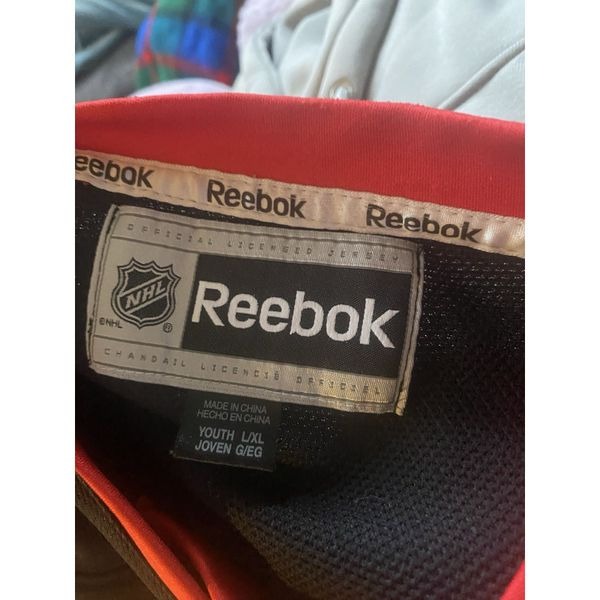 eebok Reebok Reebok
OFFICIAL LICENSED JERSEY
NHL
©NHL ®
Reebok
CHANDAIL LICENCIÉ OFFICIEL
MADE IN CHINA
HECHO EN CHINA
YOUTH L/XL
JOVEN G/EG